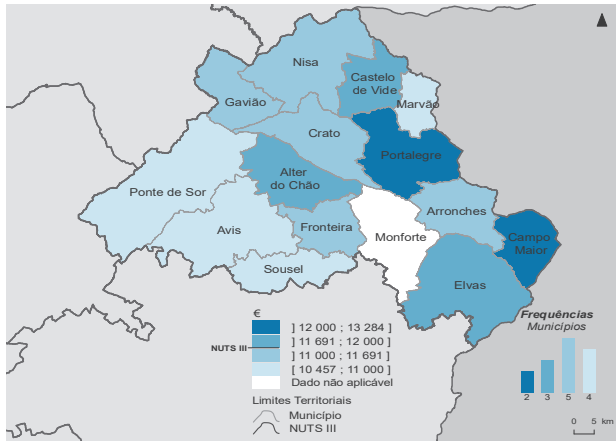 Nisa
Castelo
de Vide
Marvão
Gavião
Crato
Portalegre
Alter
do Chão
Ponte de Sor
Arronches
Avis
Fronteira
Monforte
Campo
Maior
Sousel
Elvas
€
] 12 000 ; 13 284 ]
] 11 691 ; 12 000 ]
NUTS III
] 11 000 ; 11 691 ]
[ 10 457 ; 11 000 ]
Dado não aplicável
Limites Territoriais
Município
NUTS III
Frequências
Municípios
2 3 5 4
0 5 km